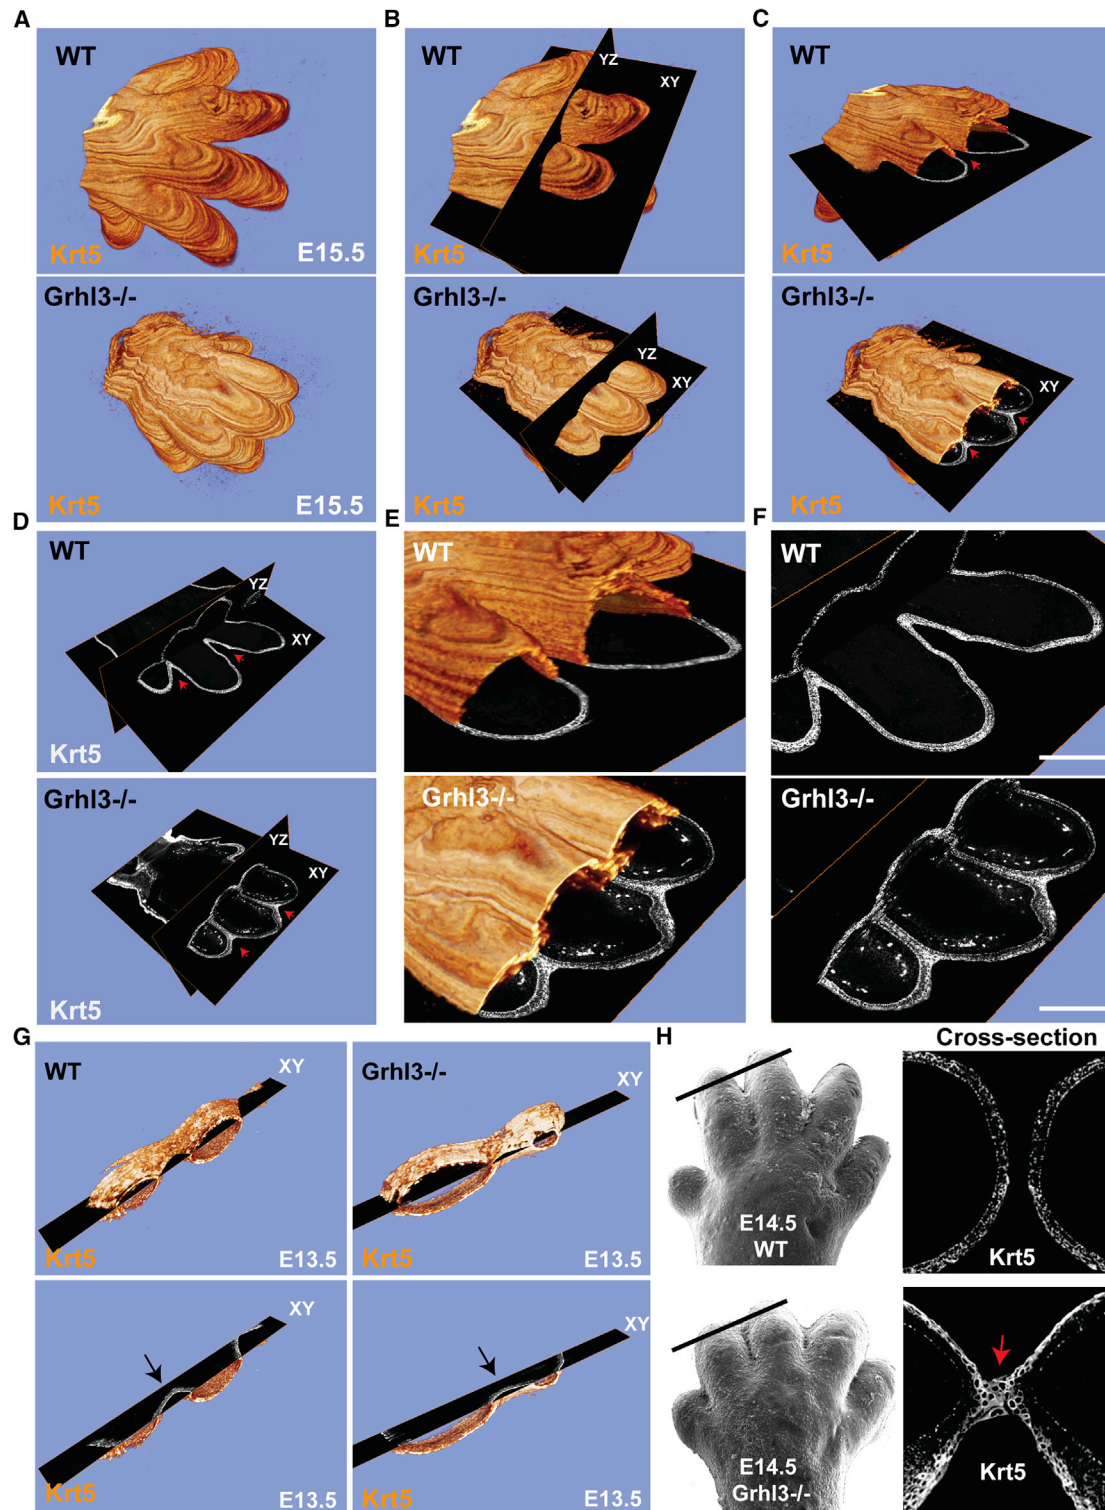 A
WT
Krt5
E15.5
Grhl3-/-
Krt5
E15.5
B
WT
YZ
XY
Krt5
Grhl3-/-
YZ
XY
Krt5
C
WT
Krt5
Grhl3-/-
XY
Krt5
D
WT
YZ
XY
Krt5
Grhl3-/-
YZ
XY
Krt5
E
WT
Grhl3-/-
F
WT
Grhl3-/-
G
WT
XY
Krt5
E13.5
Grhl3-/-
XY
Krt5
E13.5
XY
Krt5
E13.5
XY
Krt5
E13.5
H
Cross-section
E14.5
WT
Krt5
E14.5
Grhl3-/-
Krt5